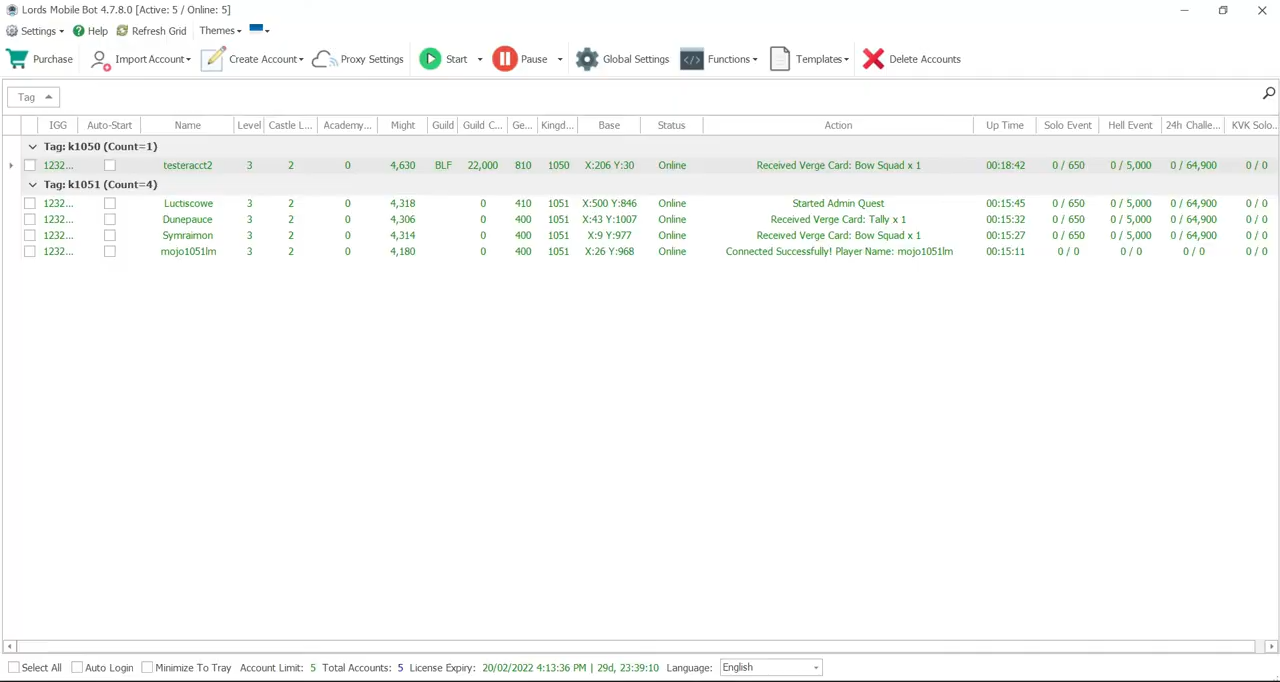 Lords Mobile Bot 4.7.8.0 [Active: 5 / Online: 5]
Settings Help Refresh Grid Themes
Purchase Import Account Create Account Proxy Settings Start Pause Global Settings Functions Templates Delete Accounts
Tag
IGG Auto-Start Name Level Castle L... Academy... Might Guild Guild C... Ge... Kingd... Base Status Action Up Time Solo Event Hell Event 24h Challe... KVK Solo...
Tag: k1050 (Count=1)
1232... testeracct2 3 2 0 4,630 BLF 22,000 810 1050 X:206 Y:30 Online Received Verge Card: Bow Squad x 1 00:18:42 0 / 650 0 / 5,000 0 / 64,900 0 / 0
Tag: k1051 (Count=4)
1232... Luctiscowe 3 2 0 4,318 0 410 1051 X:500 Y:846 Online Started Admin Quest 00:15:45 0 / 650 0 / 5,000 0 / 64,900 0 / 0
1232... Dunepauce 3 2 0 4,306 0 400 1051 X:43 Y:1007 Online Received Verge Card: Tally x 1 00:15:32 0 / 650 0 / 5,000 0 / 64,900 0 / 0
1232... Symraimon 3 2 0 4,314 0 400 1051 X:9 Y:977 Online Received Verge Card: Bow Squad x 1 00:15:27 0 / 650 0 / 5,000 0 / 64,900 0 / 0
1232... mojo1051lm 3 2 0 4,180 0 400 1051 X:26 Y:968 Online Connected Successfully! Player Name: mojo1051lm 00:15:11 0 / 0 0 / 0 0 / 0 0 / 0
Select All Auto Login Minimize To Tray Account Limit: 5 Total Accounts: 5 License Expiry: 20/02/2022 4:13:36 PM | 29d, 23:39:10 Language: English